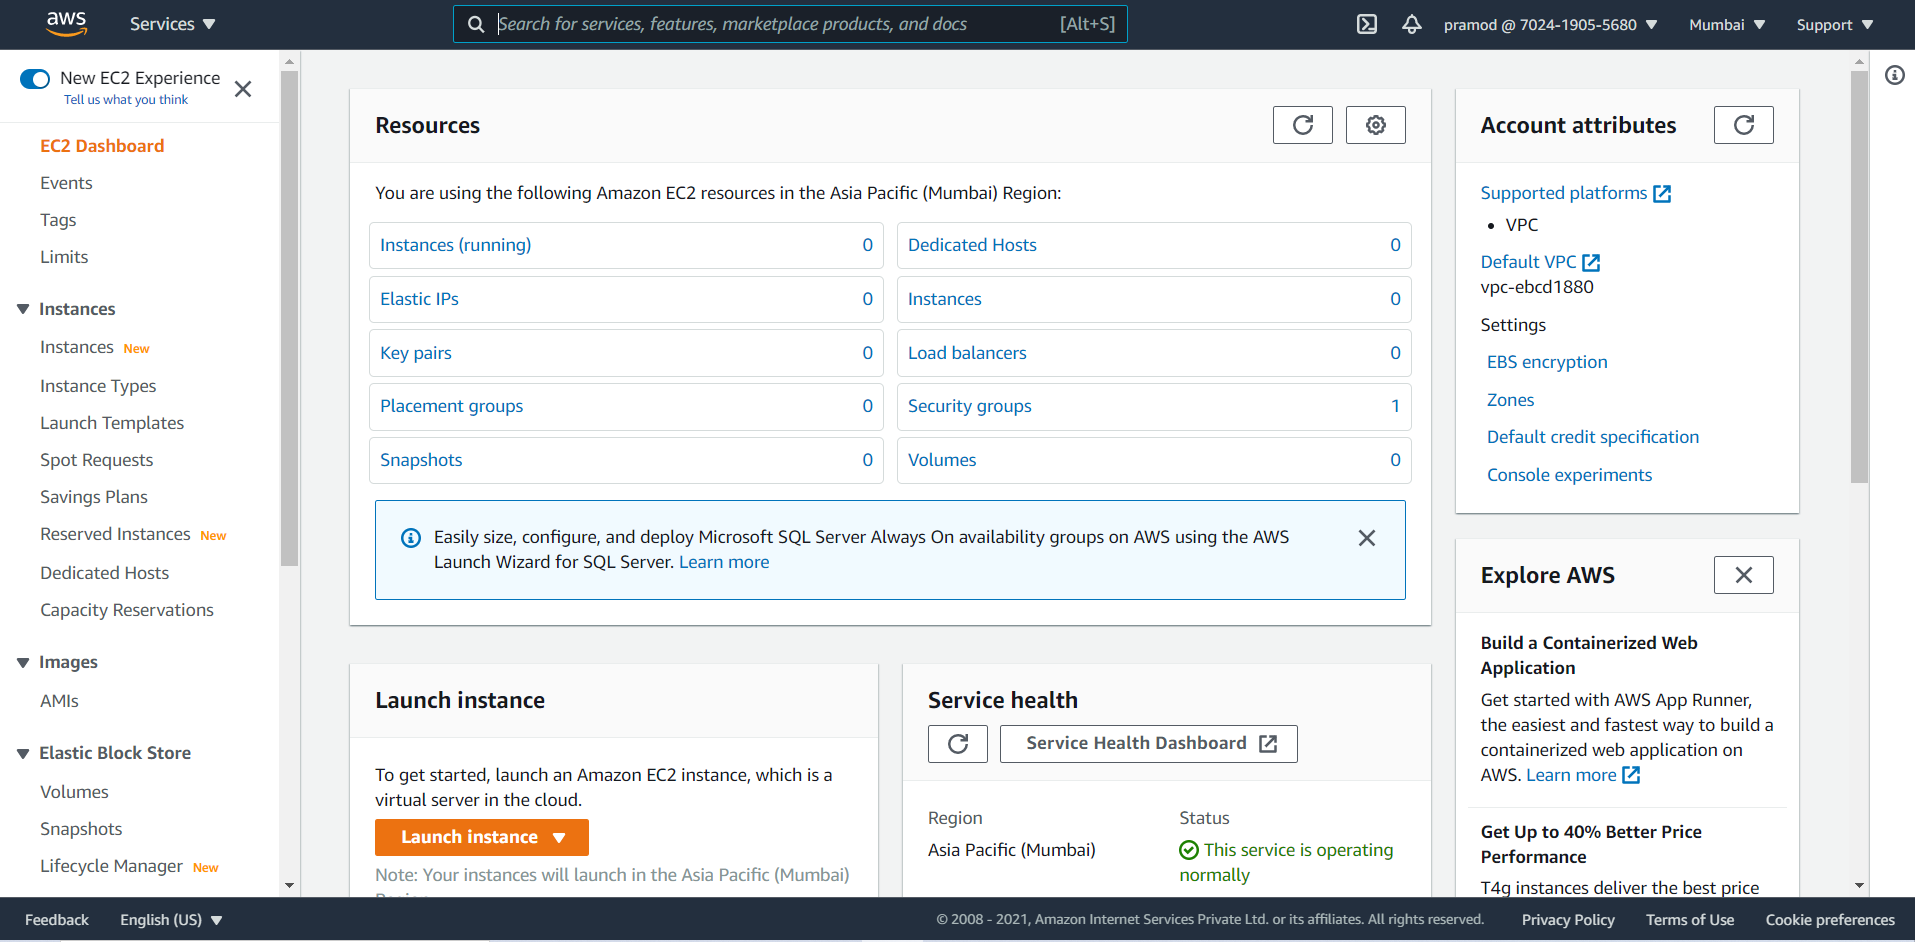 aws
Services
Search for services, features, marketplace products, and docs [Alt+S]
pramod @ 7024-1905-5680
Mumbai
Support
New EC2 Experience
Tell us what you think
EC2 Dashboard
Events
Tags
Limits
Instances
Instances New
Instance Types
Launch Templates
Spot Requests
Savings Plans
Reserved Instances New
Dedicated Hosts
Capacity Reservations
Images
AMIs
Elastic Block Store
Volumes
Snapshots
Lifecycle Manager New
Resources
You are using the following Amazon EC2 resources in the Asia Pacific (Mumbai) Region:
Instances (running) 0
Dedicated Hosts 0
Elastic IPs 0
Instances 0
Key pairs 0
Load balancers 0
Placement groups 0
Security groups 1
Snapshots 0
Volumes 0
Easily size, configure, and deploy Microsoft SQL Server Always On availability groups on AWS using the AWS
Launch Wizard for SQL Server. Learn more
Launch instance
To get started, launch an Amazon EC2 instance, which is a
virtual server in the cloud.
Launch instance
Note: Your instances will launch in the Asia Pacific (Mumbai)
Service health
Service Health Dashboard
Region
Asia Pacific (Mumbai)
Status
This service is operating
normally
Account attributes
Supported platforms
• VPC
Default VPC
vpc-ebcd1880
Settings
EBS encryption
Zones
Default credit specification
Console experiments
Explore AWS
Build a Containerized Web
Application
Get started with AWS App Runner,
the easiest and fastest way to build a
containerized web application on
AWS. Learn more
Get Up to 40% Better Price
Performance
T4g instances deliver the best price
Feedback
English (US)
© 2008 - 2021, Amazon Internet Services Private Ltd. or its affiliates. All rights reserved.
Privacy Policy
Terms of Use
Cookie preferences